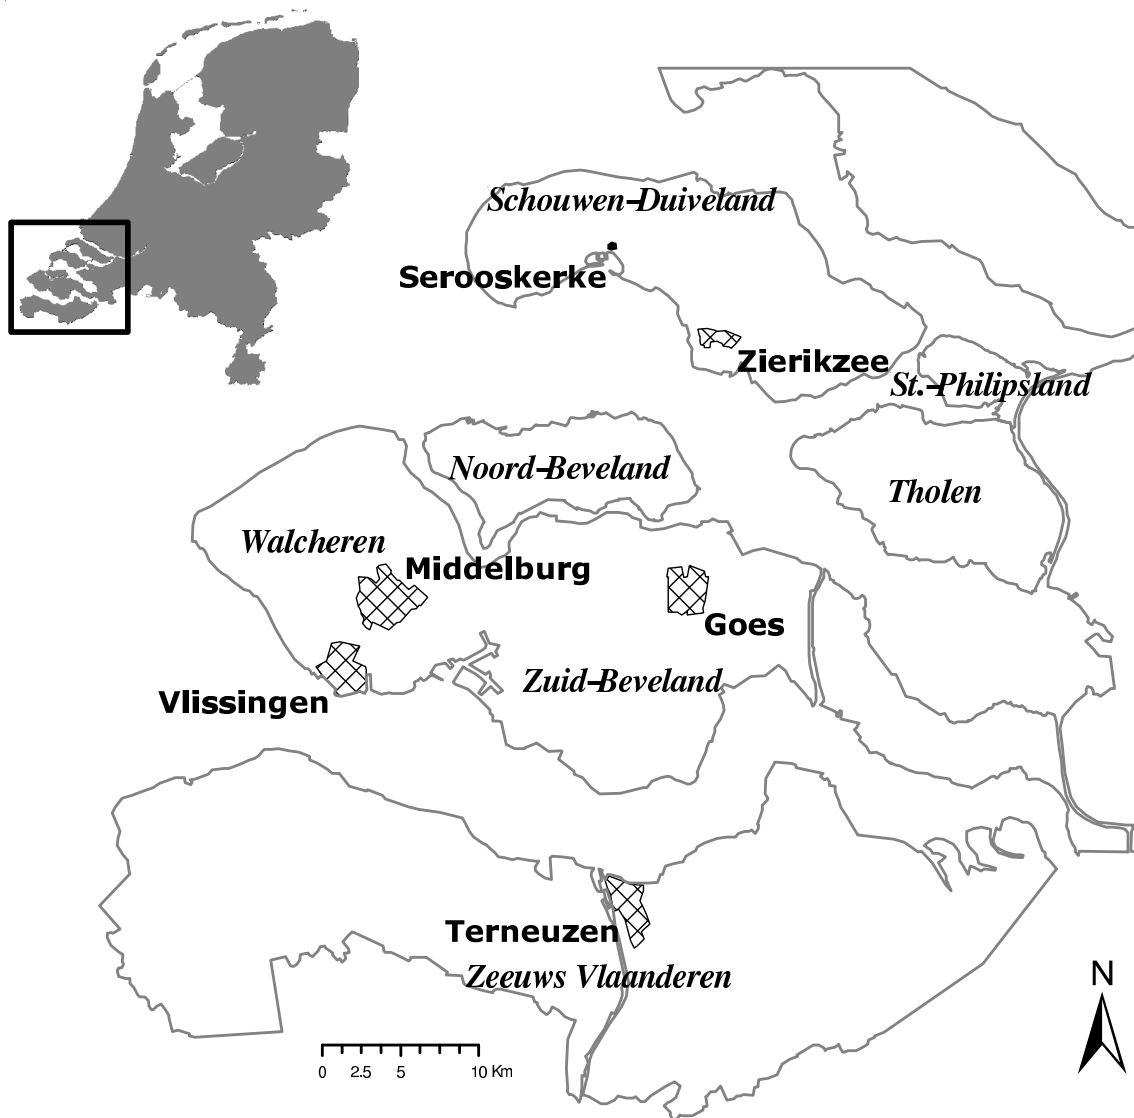 Schouwen-Duiveland
Serooskerke
Zierikzee
St.-Philipsland
Noord-Beveland
Tholen
Walcheren
Middelburg
Goes
Zuid-Beveland
Vlissingen
Terneuzen
Zeeuws Vlaanderen
N
0 2.5 5 10 Km